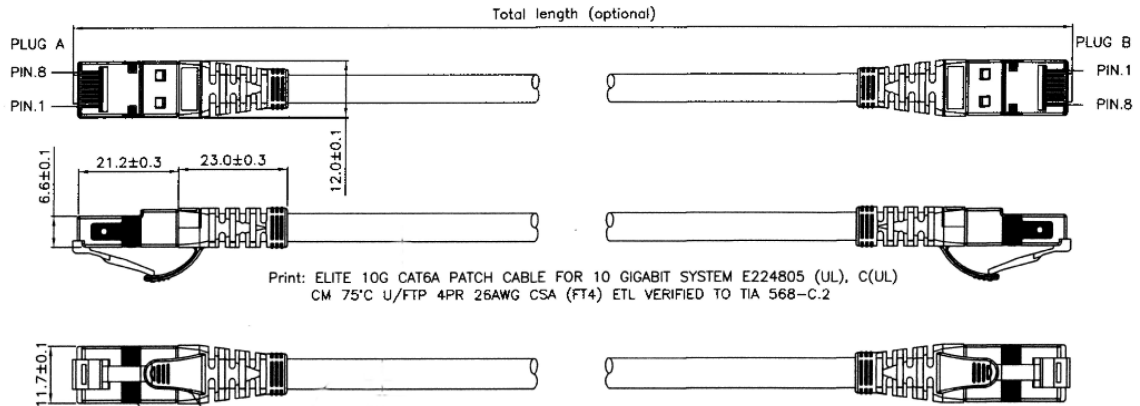 Total length (optional)
PLUG A
PLUG B
PIN.8
PIN.1
PIN.1
PIN.8
12.0±0.1
21.2±0.3
23.0±0.3
6.6±0.1
Print: ELITE 10G CAT6A PATCH CABLE FOR 10 GIGABIT SYSTEM E224805 (UL), C(UL)
CM 75°C U/FTP 4PR 26AWG CSA (FT4) ETL VERIFIED TO TIA 568-C.2
11.7±0.1